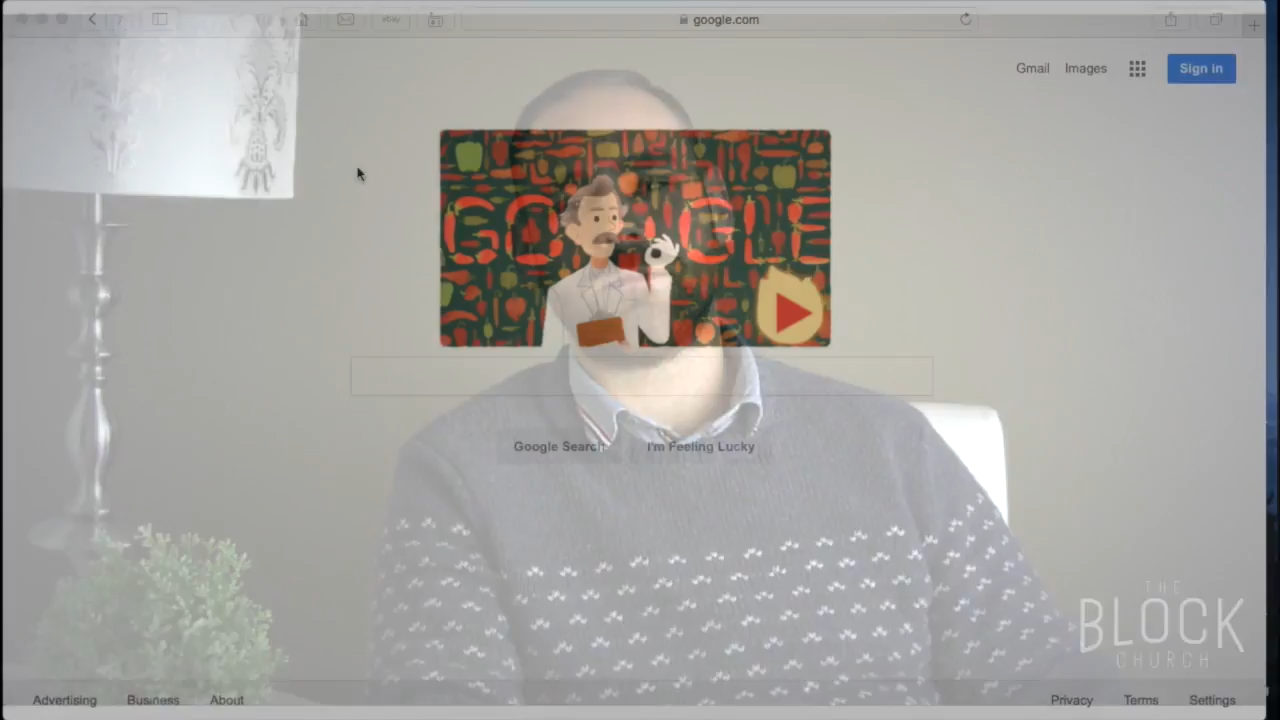 google.com
Gmail Images Sign in
GOOGLE
Google Search I'm Feeling Lucky
THE
BLOCK
CHURCH
Advertising Business About Privacy Terms Settings